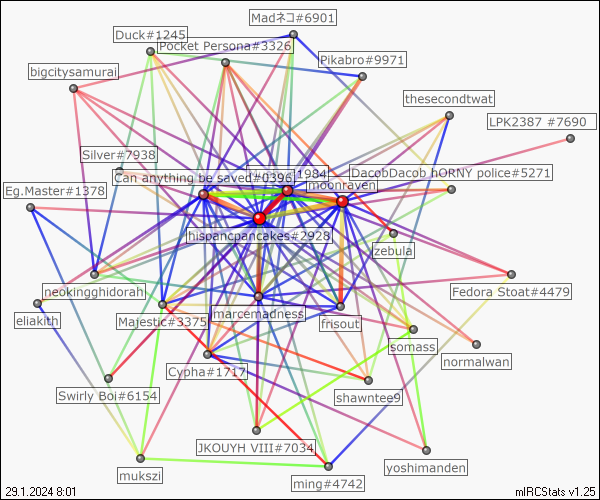 Madネコ#6901
Duck#1245
Pocket Persona#3326
Pikabro#9971
bigcitysamurai
thesecondtwat
LPK2387 #7690
Silver#7938
1984
Can anything be saved#0396
DacobDacob hORNY police#5271
moonraven
Eg.Master#1378
hispancpancakes#2928
zebula
neokingghidorah
Fedora Stoat#4479
eliakith
Majestic#3375
marcemadness
frisout
somass
normalwan
Cypha#1717
Swirly Boi#6154
shawntee9
JKOUYH VIII#7034
yoshimanden
mukszi
ming#4742
29.1.2024 8:01
mIRCStats v1.25